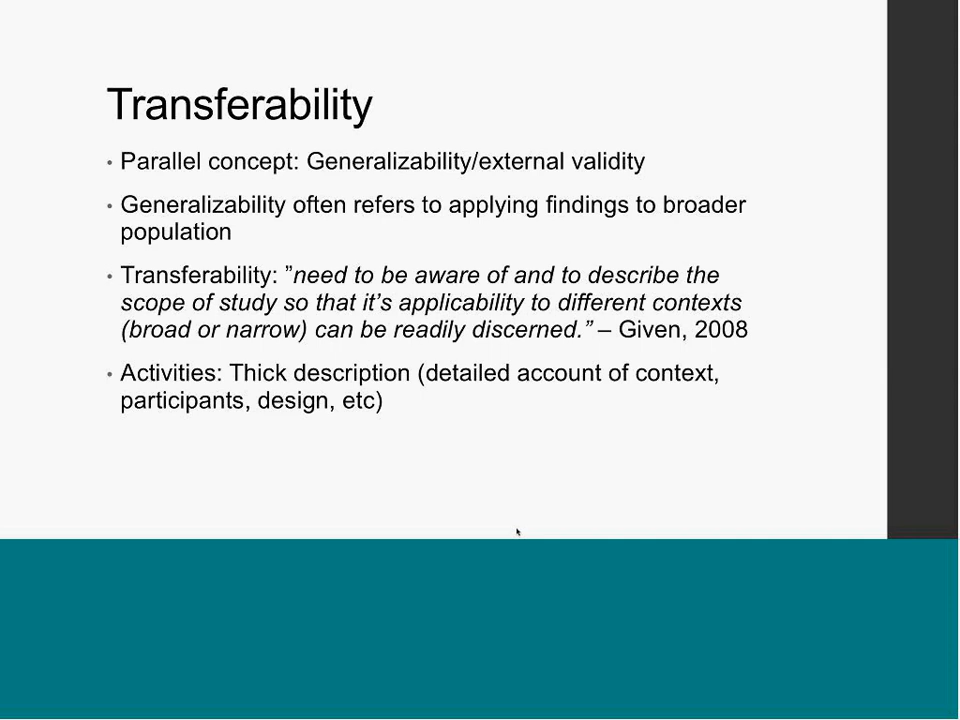 Transferability
• Parallel concept: Generalizability/external validity
• Generalizability often refers to applying findings to broader
population
• Transferability: ”need to be aware of and to describe the
scope of study so that it’s applicability to different contexts
(broad or narrow) can be readily discerned.” – Given, 2008
• Activities: Thick description (detailed account of context,
participants, design, etc)